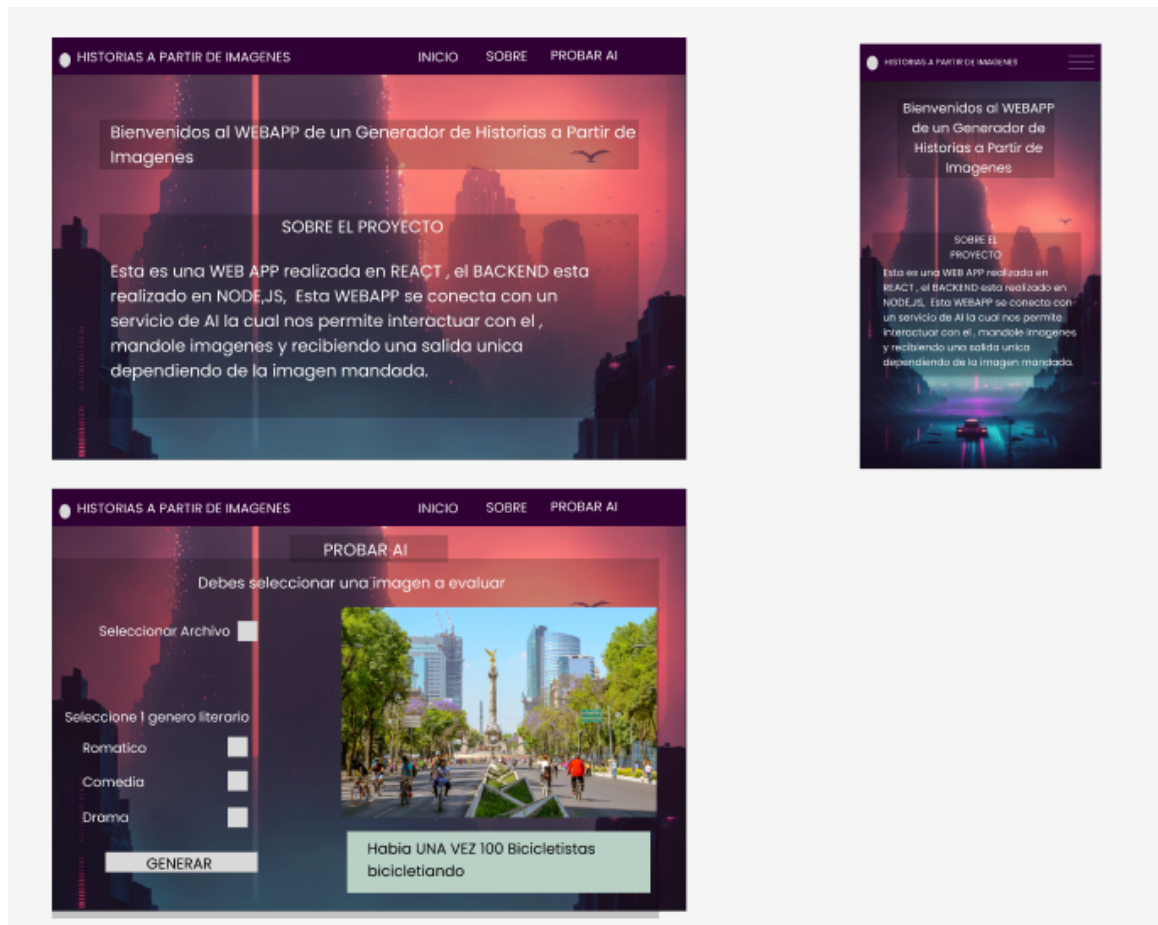 HISTORIAS A PARTIR DE IMAGENES
INICIO SOBRE PROBAR AI
Bienvenidos al WEBAPP de un Generador de Historias a Partir de
Imagenes
SOBRE EL PROYECTO
Esta es una WEB APP realizada en REACT , el BACKEND esta
realizado en NODE,JS, Esta WEBAPP se conecta con un
servicio de AI la cual nos permite interactuar con el ,
mandole imagenes y recibiendo una salida unica
dependiendo de la imagen mandada.
HISTORIAS A PARTIR DE IMAGENES
Bienvenidos al WEBAPP
de un Generador de
Historias a Partir de
Imagenes
SOBRE EL
PROYECTO
Esta es una WEB APP realizada en
REACT , el BACKEND esta realizado en
NODE,JS, Esta WEBAPP se conecta con
un servicio de AI la cual nos permite
interactuar con el , mandole imagenes
y recibiendo una salida unica
dependiendo de la imagen mandada.
HISTORIAS A PARTIR DE IMAGENES
INICIO SOBRE PROBAR AI
PROBAR AI
Debes seleccionar una imagen a evaluar
Seleccionar Archivo
Seleccione 1 genero literario
Romatico
Comedia
Drama
GENERAR
Habia UNA VEZ 100 Bicicletistas
bicicletiando